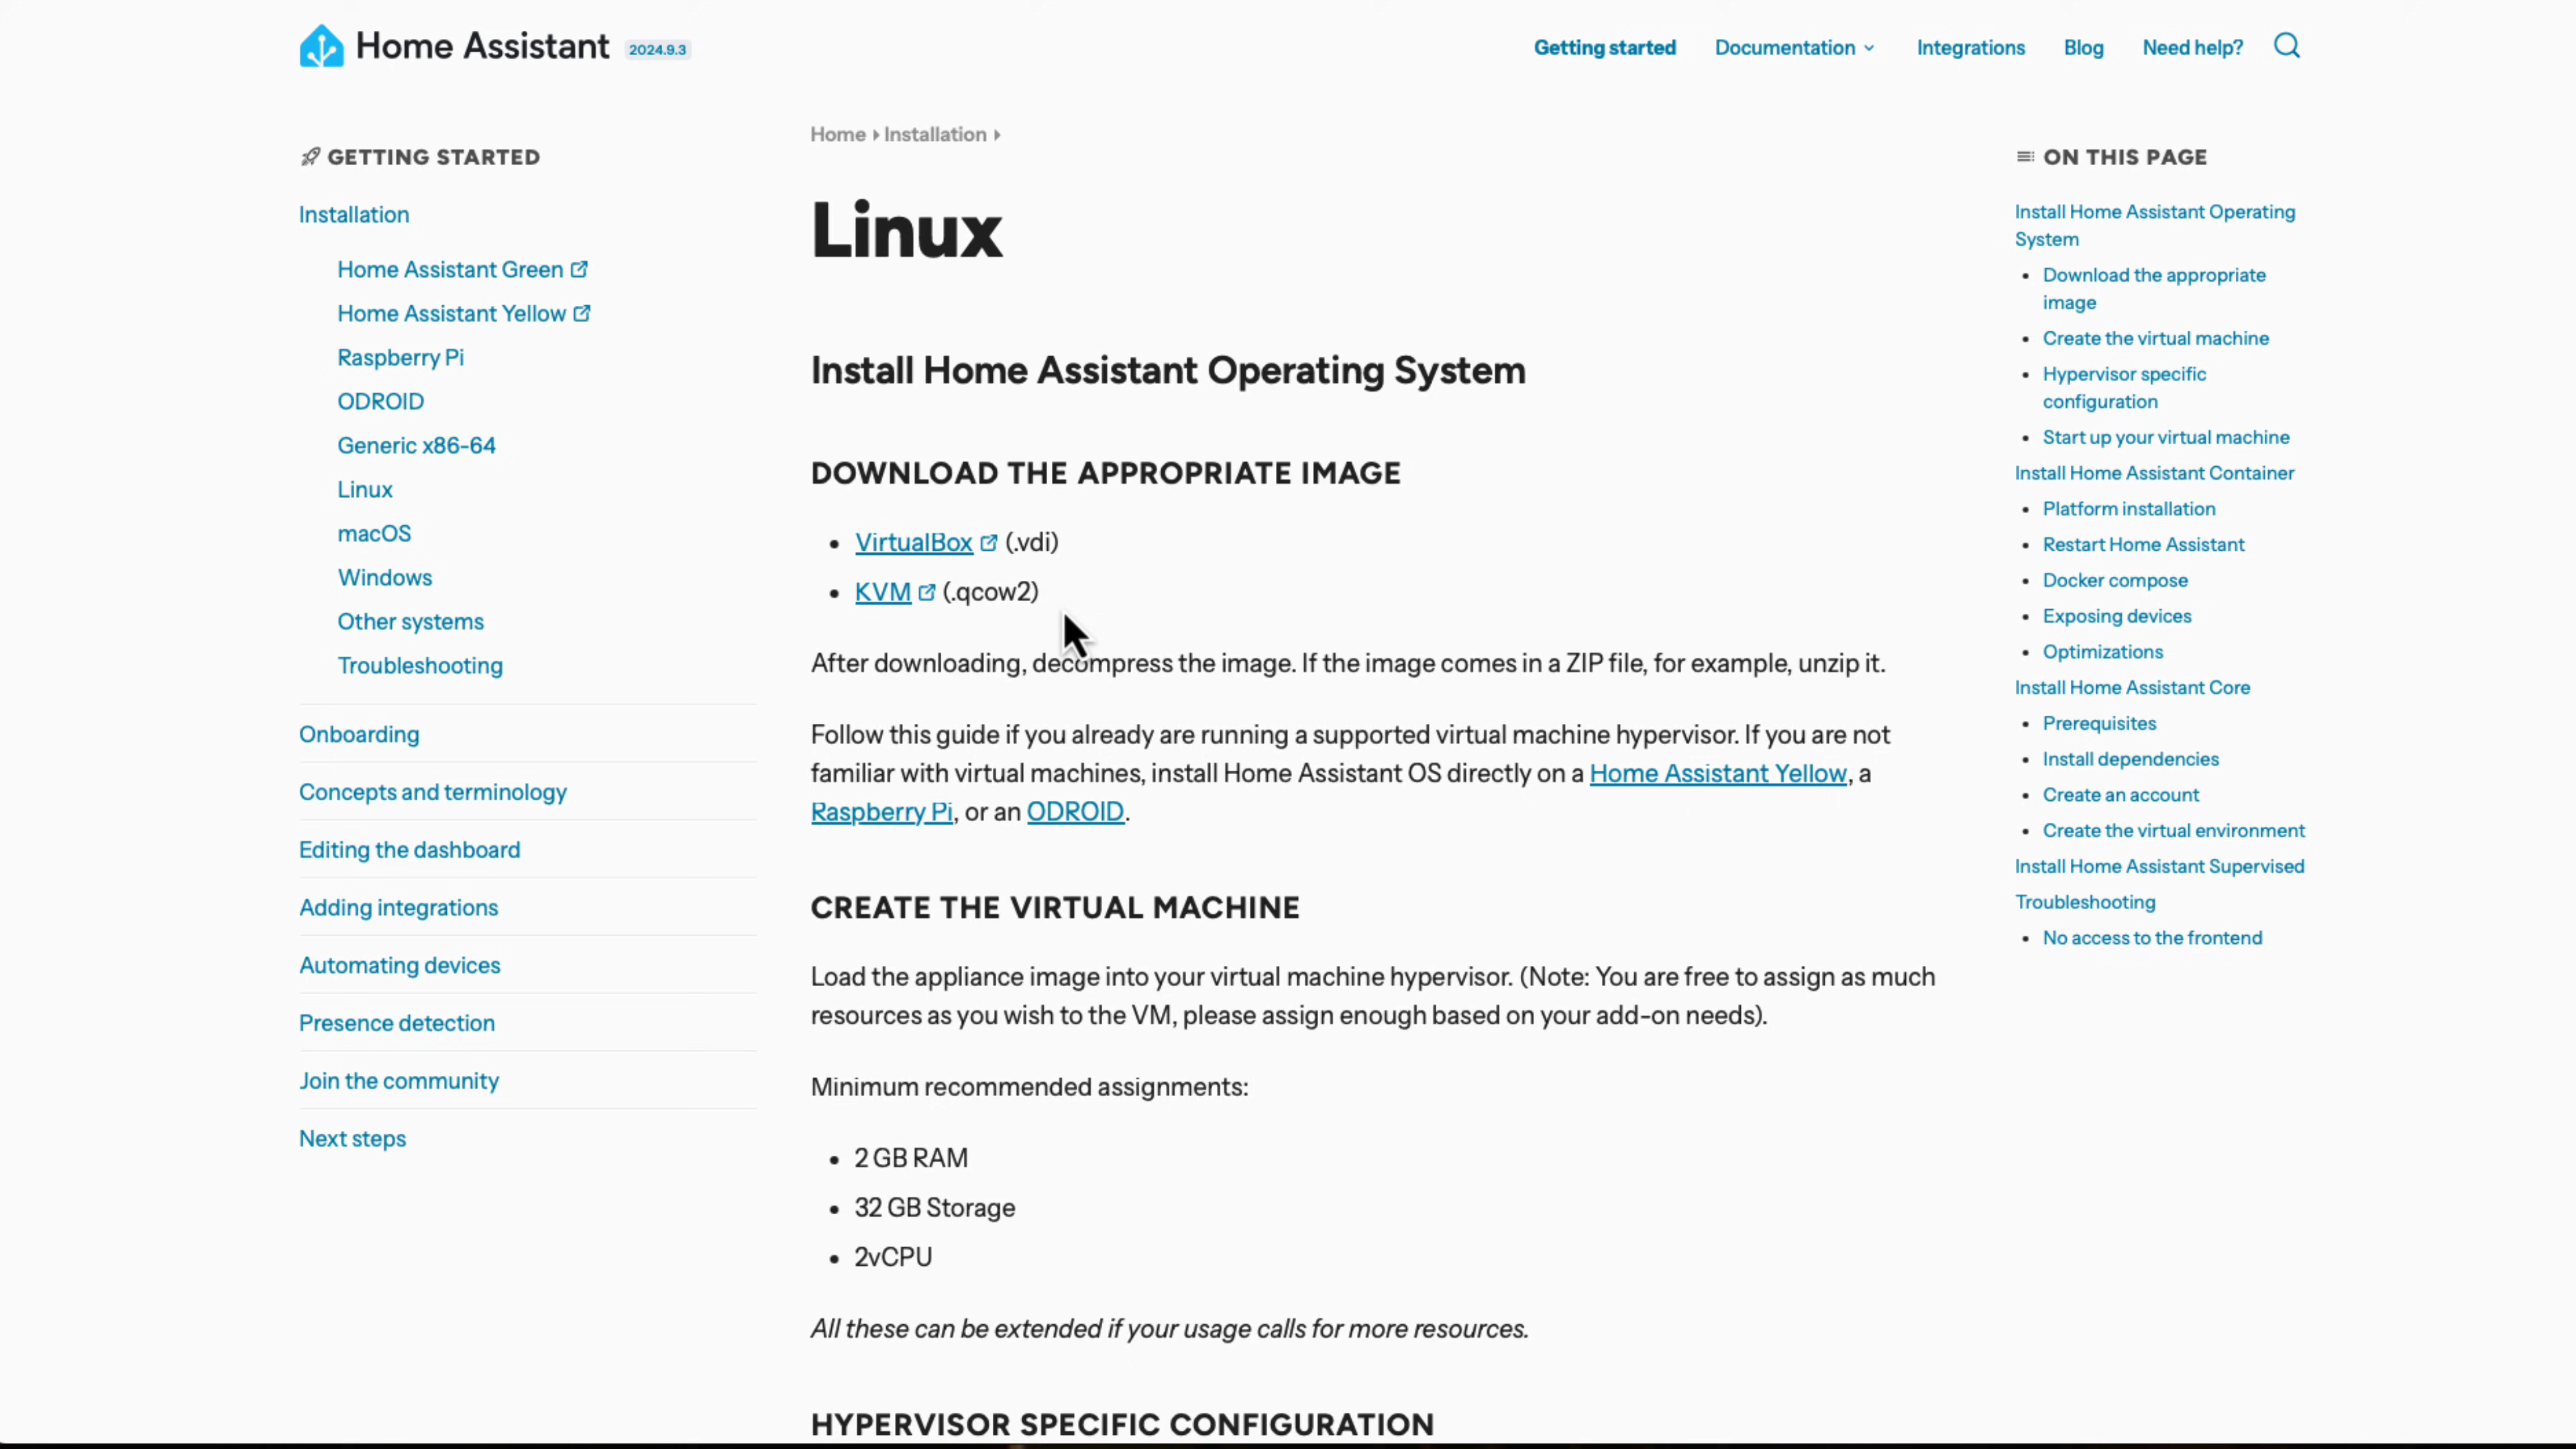 Home Assistant 2024.9.3
Getting started
Documentation
Integrations
Blog
Need help?
GETTING STARTED
Installation
Home Assistant Green
Home Assistant Yellow
Raspberry Pi
ODROID
Generic x86-64
Linux
macOS
Windows
Other systems
Troubleshooting
Onboarding
Concepts and terminology
Editing the dashboard
Adding integrations
Automating devices
Presence detection
Join the community
Next steps
Home Installation
Linux
Install Home Assistant Operating System
DOWNLOAD THE APPROPRIATE IMAGE
VirtualBox (.vdi)
KVM (.qcow2)
After downloading, decompress the image. If the image comes in a ZIP file, for example, unzip it.
Follow this guide if you already are running a supported virtual machine hypervisor. If you are not
familiar with virtual machines, install Home Assistant OS directly on a Home Assistant Yellow, a
Raspberry Pi, or an ODROID.
CREATE THE VIRTUAL MACHINE
Load the appliance image into your virtual machine hypervisor. (Note: You are free to assign as much
resources as you wish to the VM, please assign enough based on your add-on needs).
Minimum recommended assignments:
2 GB RAM
32 GB Storage
2vCPU
All these can be extended if your usage calls for more resources.
HYPERVISOR SPECIFIC CONFIGURATION
ON THIS PAGE
Install Home Assistant Operating
System
Download the appropriate
image
Create the virtual machine
Hypervisor specific
configuration
Start up your virtual machine
Install Home Assistant Container
Platform installation
Restart Home Assistant
Docker compose
Exposing devices
Optimizations
Install Home Assistant Core
Prerequisites
Install dependencies
Create an account
Create the virtual environment
Install Home Assistant Supervised
Troubleshooting
No access to the frontend